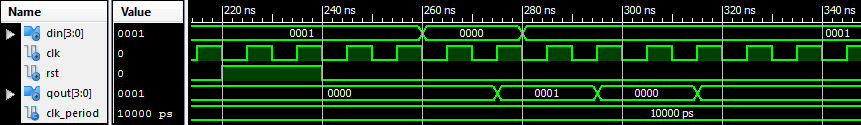 Name Value 220 ns 240 ns 260 ns 280 ns 300 ns 320 ns 340 ns
din[3:0] 0001 0001 0000 0001
clk 0
rst 0
qout[3:0] 0001 0000 0001 0000
clk_period 10000 ps 10000 ps